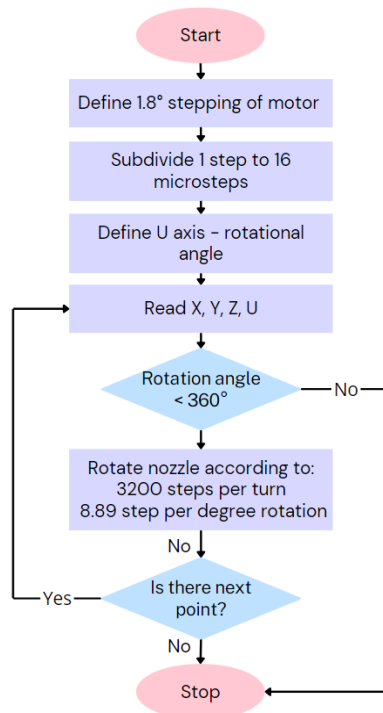 Start
Define 1.8° stepping of motor
Subdivide 1 step to 16
microsteps
Define U axis - rotational
angle
Read X, Y, Z, U
Rotation angle
< 360°
No
Rotate nozzle according to:
3200 steps per turn
8.89 step per degree rotation
No
Is there next
point?
Yes
No
Stop